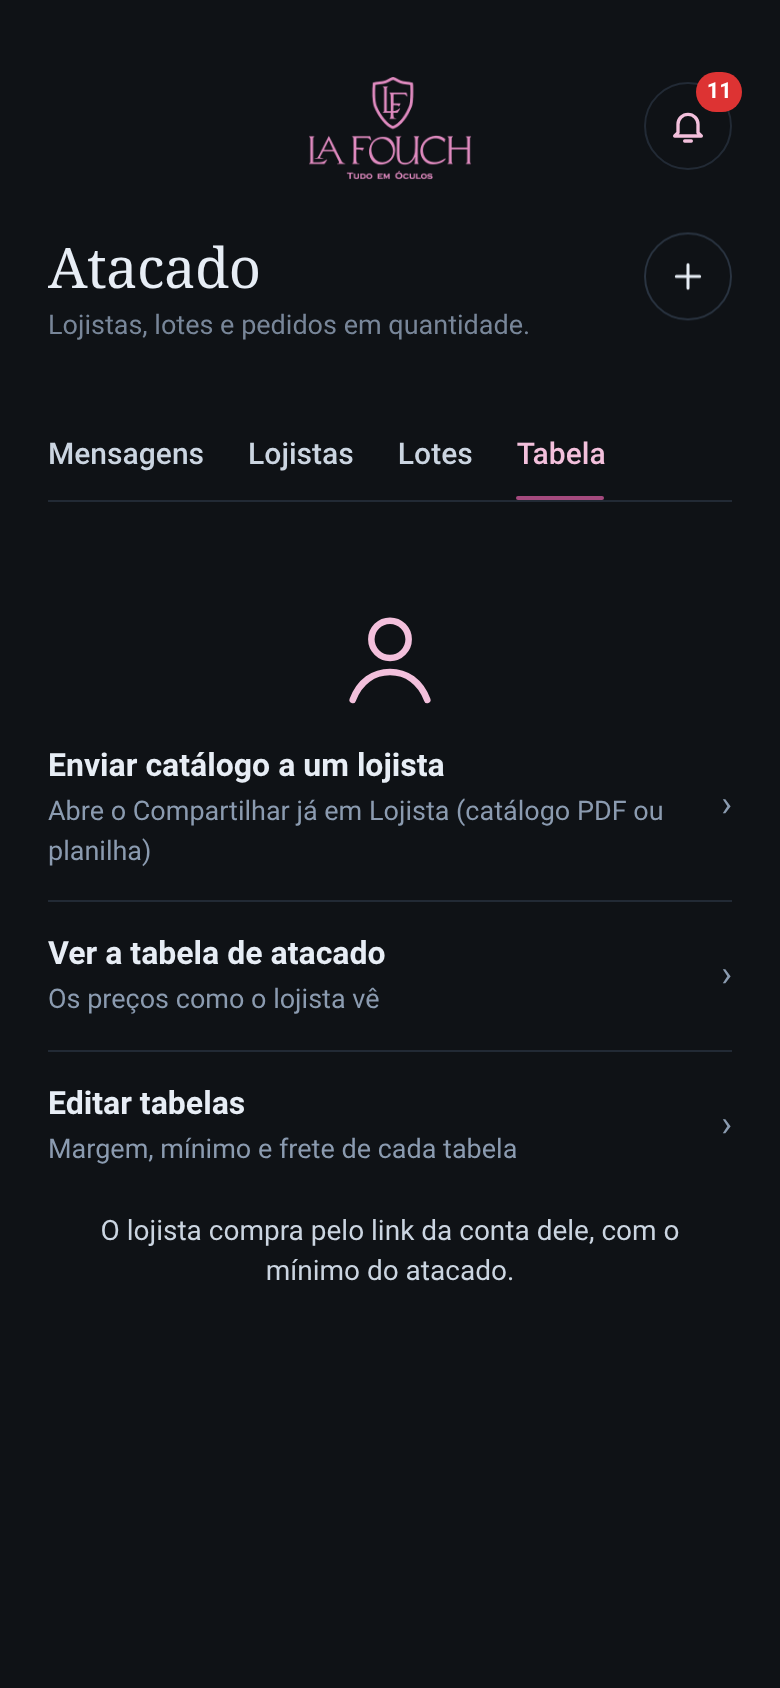 LF
LA FOUCH
TUDO EM ÓCULOS
11
Atacado
Lojistas, lotes e pedidos em quantidade.
Mensagens Lojistas Lotes Tabela
Enviar catálogo a um lojista
Abre o Compartilhar já em Lojista (catálogo PDF ou
planilha)
Ver a tabela de atacado
Os preços como o lojista vê
Editar tabelas
Margem, mínimo e frete de cada tabela
O lojista compra pelo link da conta dele, com o
mínimo do atacado.